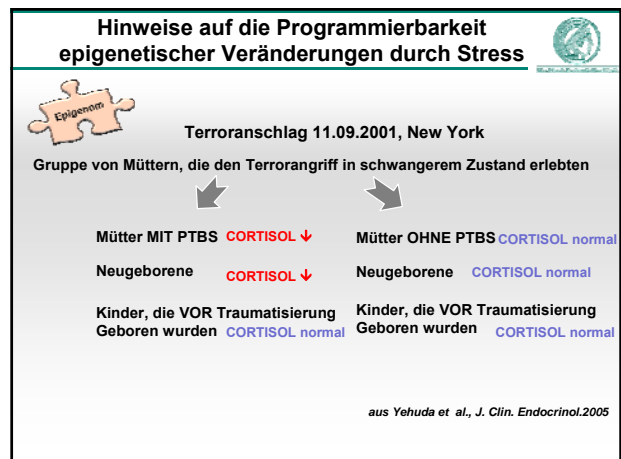 Hinweise auf die Programmierbarkeit
epigenetischer Veränderungen durch Stress
Epigenom
Terroranschlag 11.09.2001, New York
Gruppe von Müttern, die den Terrorangriff in schwangerem Zustand erlebten
Mütter MIT PTBS CORTISOL ↓
Neugeborene CORTISOL ↓
Kinder, die VOR Traumatisierung
Geboren wurden CORTISOL normal
Mütter OHNE PTBS CORTISOL normal
Neugeborene CORTISOL normal
Kinder, die VOR Traumatisierung
Geboren wurden CORTISOL normal
aus Yehuda et al., J. Clin. Endocrinol.2005